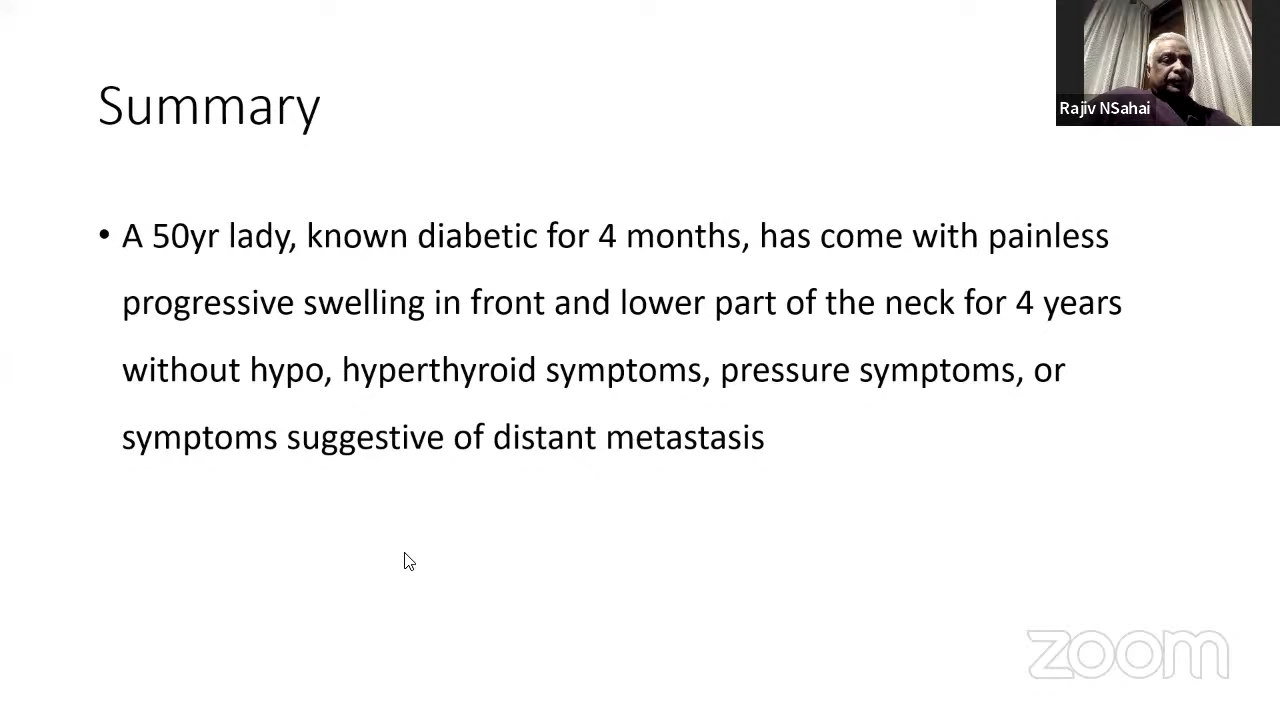 Rajiv NSahai
Summary
• A 50yr lady, known diabetic for 4 months, has come with painless
progressive swelling in front and lower part of the neck for 4 years
without hypo, hyperthyroid symptoms, pressure symptoms, or
symptoms suggestive of distant metastasis
zoom